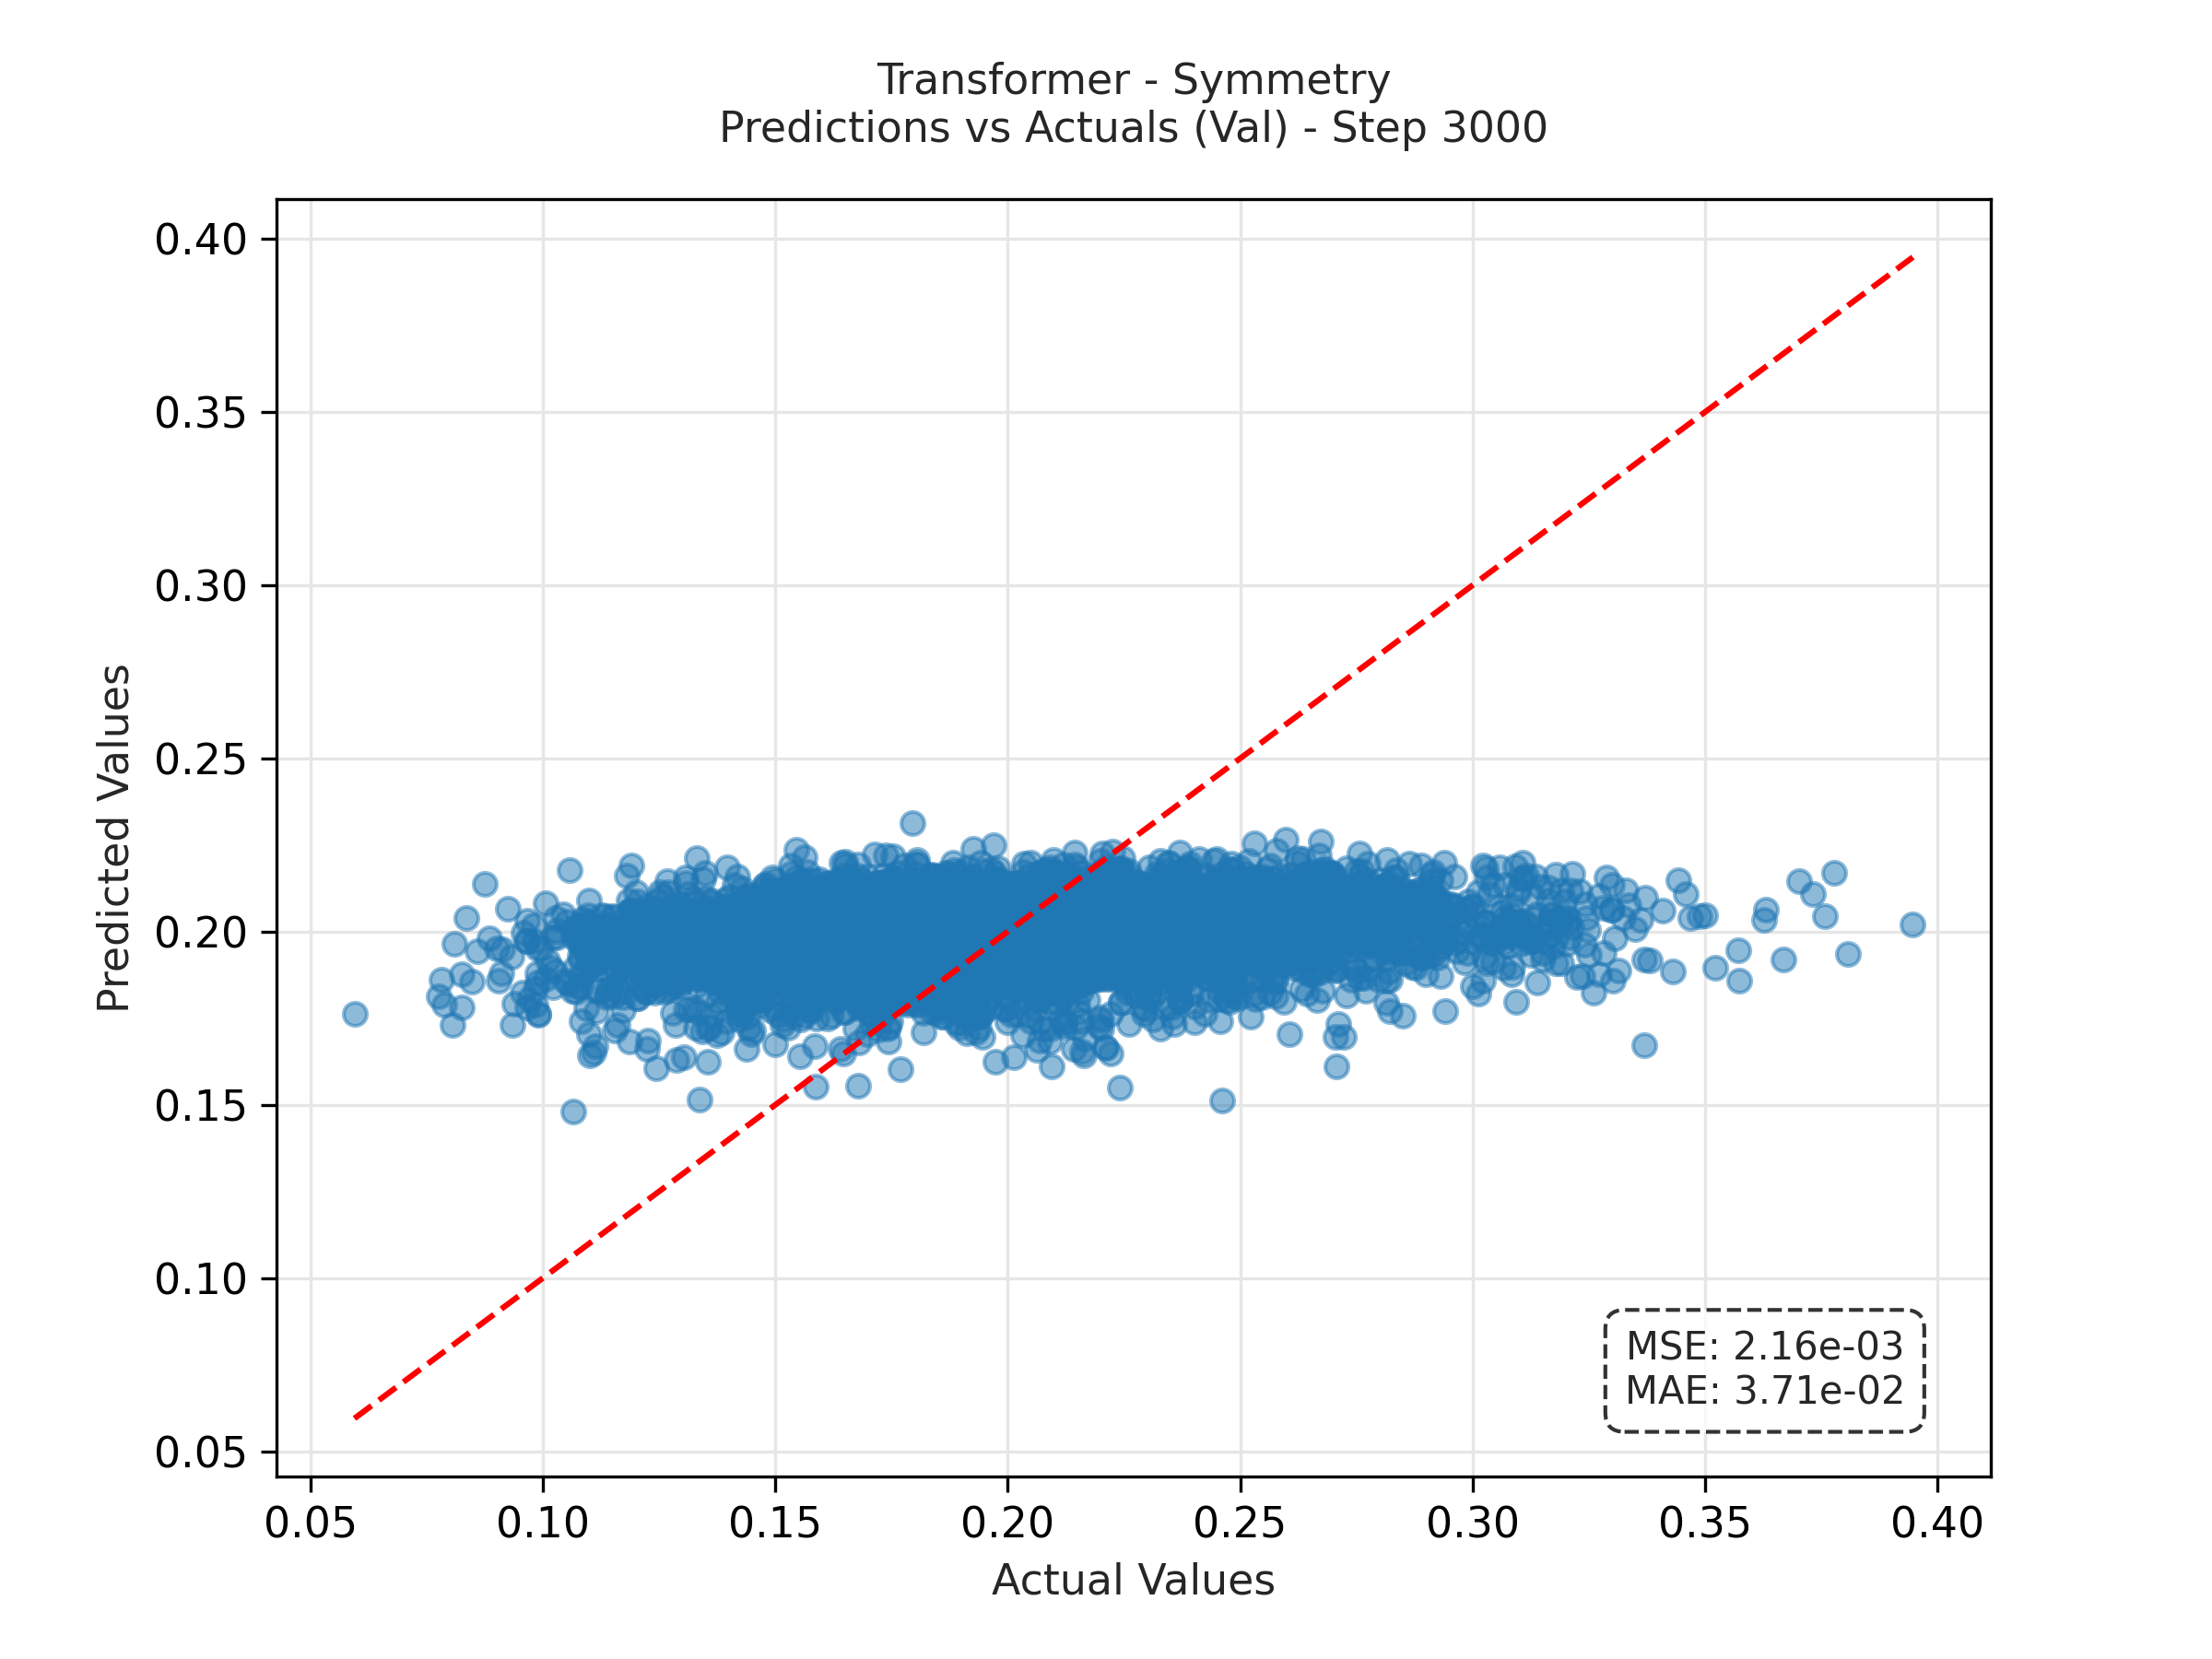 Transformer - Symmetry
Predictions vs Actuals (Val) - Step 3000
Predicted Values
0.40
0.35
0.30
0.25
0.20
0.15
0.10
0.05
MSE: 2.16e-03
MAE: 3.71e-02
0.05 0.10 0.15 0.20 0.25 0.30 0.35 0.40
Actual Values